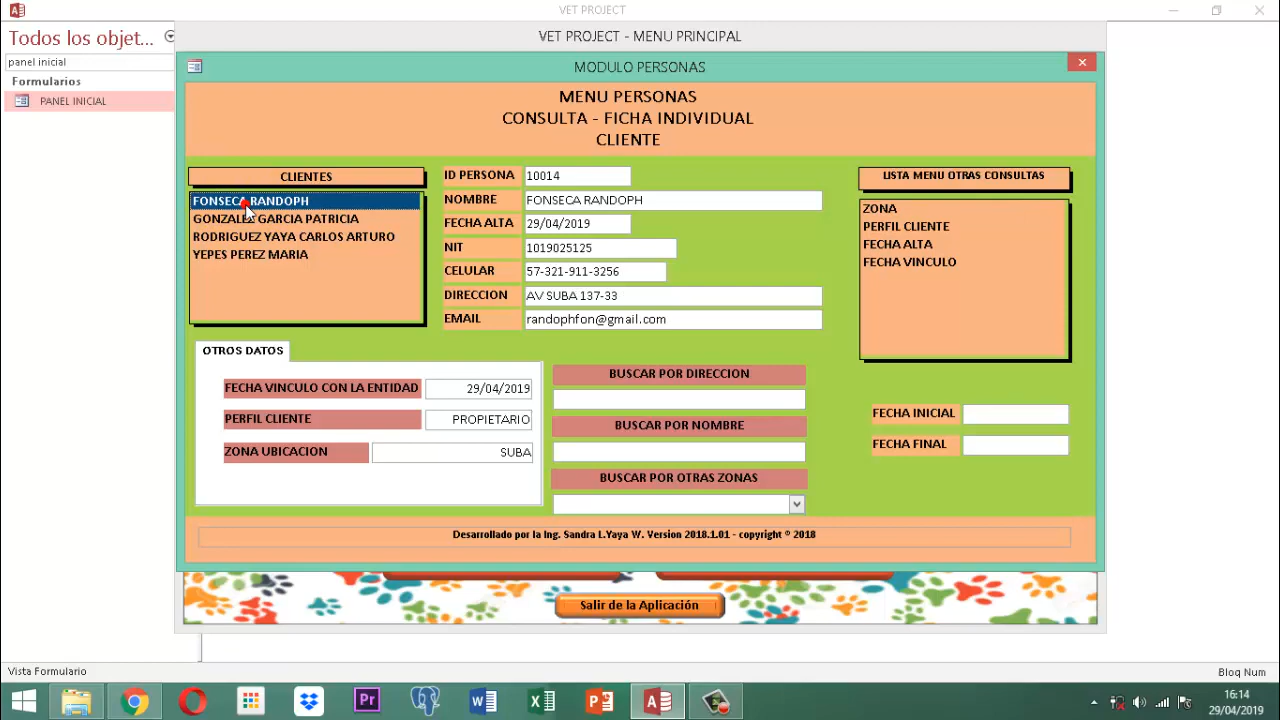 VET PROJECT
Todos los objet...
panel inicial
Formularios
PANEL INICIAL
VET PROJECT - MENU PRINCIPAL
MODULO PERSONAS
MENU PERSONAS
CONSULTA - FICHA INDIVIDUAL
CLIENTE
CLIENTES
FONSECA RANDOPH
GONZALEZ GARCIA PATRICIA
RODRIGUEZ YAYA CARLOS ARTURO
YEPES PEREZ MARIA
ID PERSONA 10014
NOMBRE FONSECA RANDOPH
FECHA ALTA 29/04/2019
NIT 1019025125
CELULAR 57-321-911-3256
DIRECCION AV SUBA 137-33
EMAIL randophfon@gmail.com
LISTA MENU OTRAS CONSULTAS
ZONA
PERFIL CLIENTE
FECHA ALTA
FECHA VINCULO
OTROS DATOS
FECHA VINCULO CON LA ENTIDAD 29/04/2019
PERFIL CLIENTE PROPIETARIO
ZONA UBICACION SUBA
BUSCAR POR DIRECCION
BUSCAR POR NOMBRE
BUSCAR POR OTRAS ZONAS
FECHA INICIAL
FECHA FINAL
Desarrollado por la Ing. Sandra L.Yaya W. Version 2018.1.01 - copyright ® 2018
Salir de la Aplicación
Vista Formulario
Bloq Num
Pr
16:14
29/04/2019